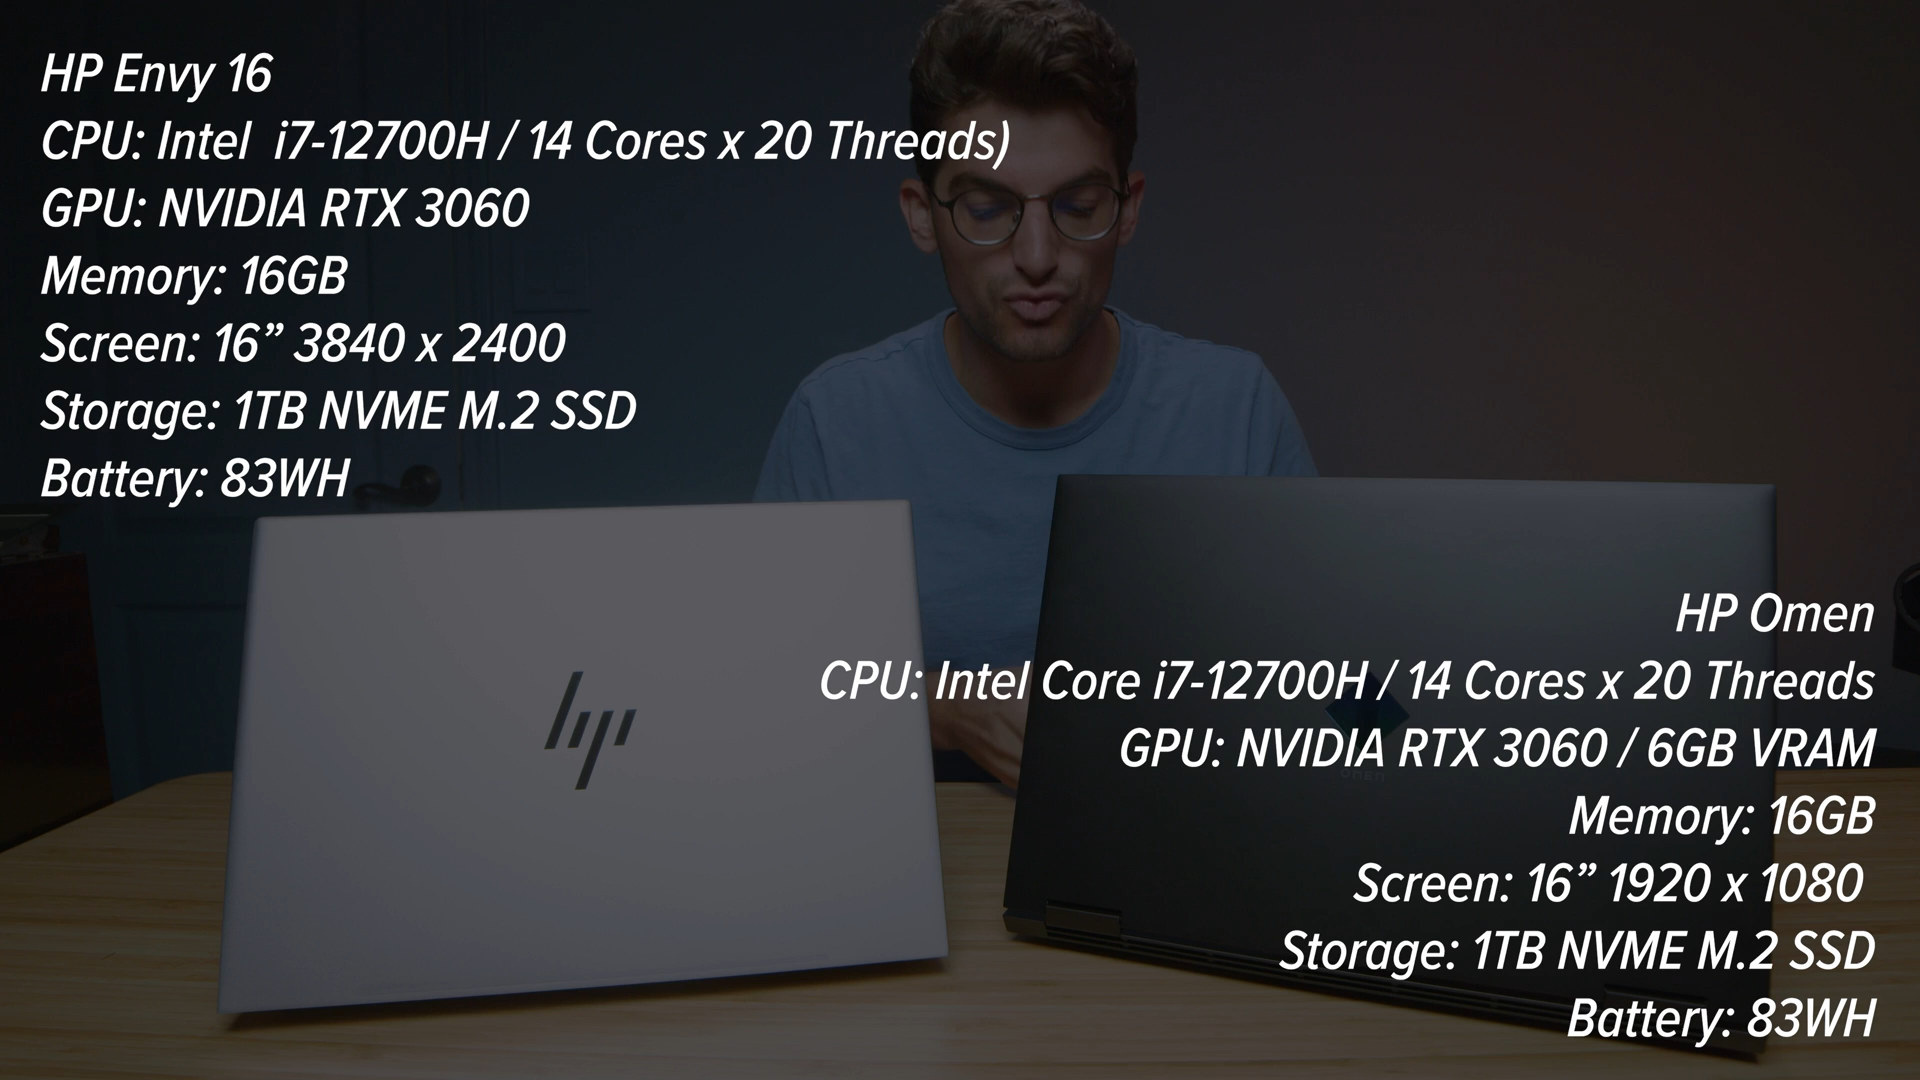 HP Envy 16
CPU: Intel  i7-12700H / 14 Cores x 20 Threads)
GPU: NVIDIA RTX 3060
Memory: 16GB
Screen: 16” 3840 x 2400
Storage: 1TB NVME M.2 SSD
Battery: 83WH
hp
HP Omen
CPU: Intel Core i7-12700H / 14 Cores x 20 Threads
GPU: NVIDIA RTX 3060 / 6GB VRAM
omen
Memory: 16GB
Screen: 16” 1920 x 1080
Storage: 1TB NVME M.2 SSD
Battery: 83WH